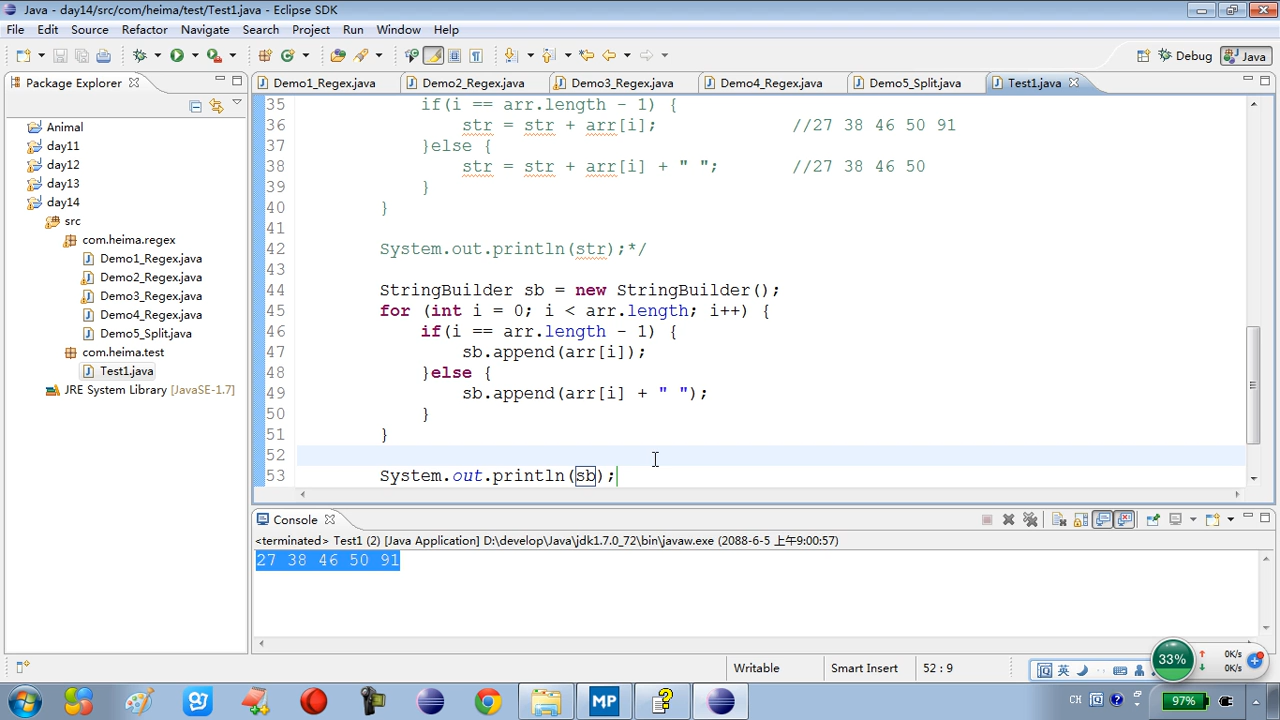 Java - day14/src/com/heima/test/Test1.java - Eclipse SDK
File Edit Source Refactor Navigate Search Project Run Window Help
Debug Java
Package Explorer
Demo1_Regex.java Demo2_Regex.java Demo3_Regex.java Demo4_Regex.java Demo5_Split.java Test1.java
Animal
day11
day12
day13
day14
src
com.heima.regex
Demo1_Regex.java
Demo2_Regex.java
Demo3_Regex.java
Demo4_Regex.java
Demo5_Split.java
com.heima.test
Test1.java
JRE System Library [JavaSE-1.7]
35 if(i == arr.length - 1) {
36 str = str + arr[i]; //27 38 46 50 91
37 }else {
38 str = str + arr[i] + " "; //27 38 46 50
39 }
40 }
41
42 System.out.println(str);*/
43
44 StringBuilder sb = new StringBuilder();
45 for (int i = 0; i < arr.length; i++) {
46 if(i == arr.length - 1) {
47 sb.append(arr[i]);
48 }else {
49 sb.append(arr[i] + " ");
50 }
51 }
52
53 System.out.println(sb);
Console
<terminated> Test1 (2) [Java Application] D:\develop\Java\jdk1.7.0_72\bin\javaw.exe (2088-6-5 上午9:00:57)
27 38 46 50 91
Writable Smart Insert 52 : 9
英
33%
0K/s
0K/s
CH
97%